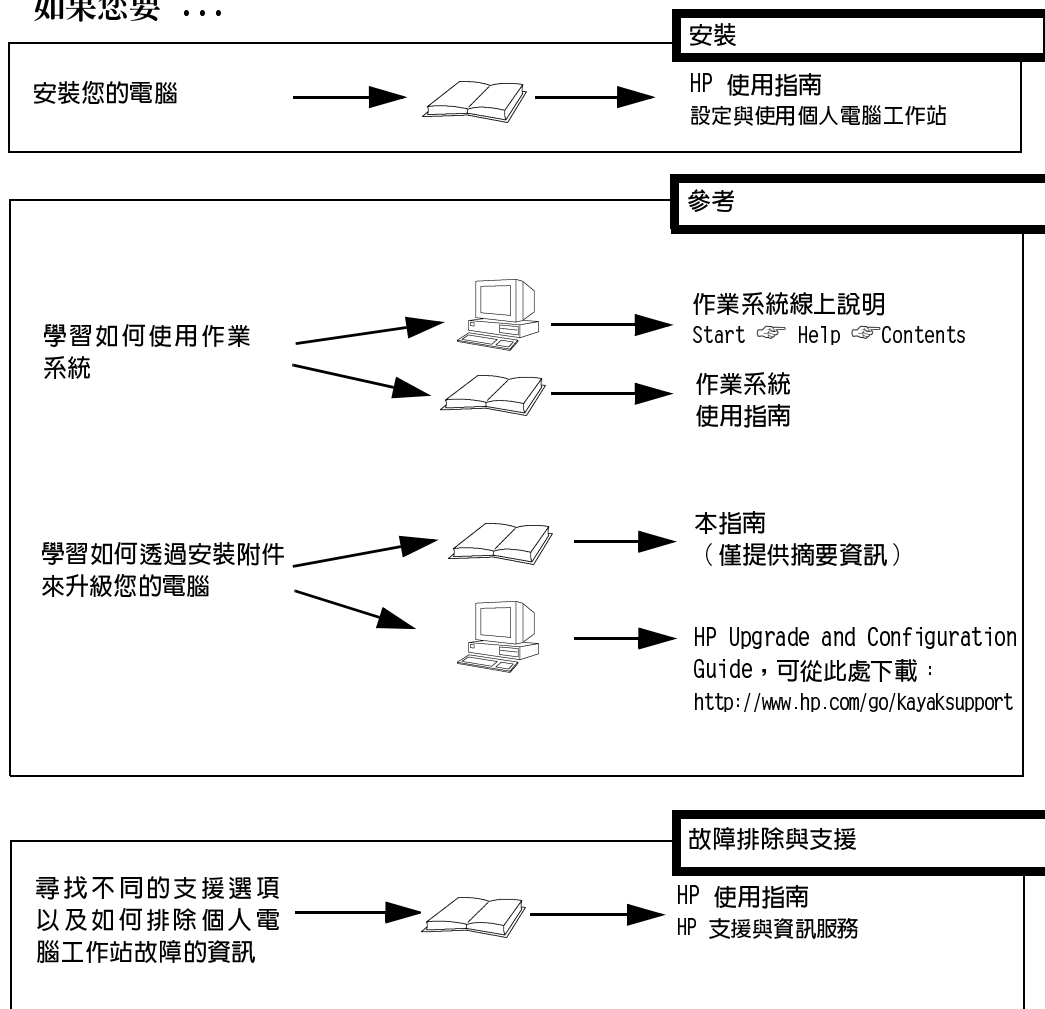 如果您要 ...
安裝
安裝您的電腦
HP 使用指南
設定與使用個人電腦工作站
參考
學習如何使用作業
系統
作業系統線上說明
Start ☞ Help ☞Contents
作業系統
使用指南
學習如何透過安裝附件
來升級您的電腦
本指南
（僅提供摘要資訊）
HP Upgrade and Configuration
Guide，可從此處下載：
http://www.hp.com/go/kayaksupport
故障排除與支援
尋找不同的支援選項
以及如何排除個人電
腦工作站故障的資訊
HP 使用指南
HP 支援與資訊服務